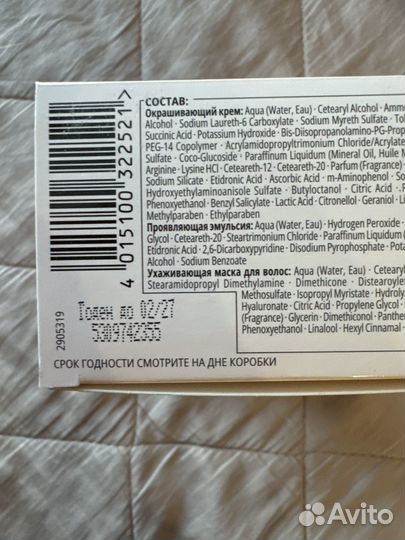 СОСТАВ:
Окрашивающий крем: Aqua (Water, Eau) · Cetearyl Alcohol · Ammo
Alcohol · Sodium Laureth-6 Carboxylate · Sodium Myreth Sulfate · Tol
Succinic Acid · Potassium Hydroxide · Bis-Diisopropanolamino-PG-Prop
PEG-14 Copolymer · Acrylamidopropyltrimonium Chloride/Acrylate
Sulfate · Coco-Glucoside · Paraffinum Liquidum (Mineral Oil, Huile M
Arginine · Lysine HCl · Ceteareth-12 · Ceteareth-20 · Parfum (Fragranc
Sodium Silicate · Etidronic Acid · Ascorbic Acid · m-Aminophenol · So
Hydroxyethylaminoanisole Sulfate · Butyloctanol · Citric Acid ·
Phenoxyethanol · Benzyl Salicylate · Lactic Acid · Citronellol · Geraniol · Li
Methylparaben · Ethylparaben
Проявляющая эмульсия: Aqua (Water, Eau) · Hydrogen Peroxide ·
Glycol · Ceteareth-20 · Steartrimonium Chloride · Paraffinum Liquidum (
Etidronic Acid · 2,6-Dicarboxypyridine · Disodium Pyrophosphate · Pota
Alcohol · Sodium Benzoate
Ухаживающая маска для волос: Aqua (Water, Eau) · Cetearyl
Stearamidopropyl Dimethylamine · Dimethicone · Distearoyle
Methosulfate · Isopropyl Myristate · Hydroly
Hyaluronate · Citric Acid · Propylene Glycol ·
(Fragrance) · Glycerin · Dimethiconol · Panthe
Phenoxyethanol · Linalool · Hexyl Cinnamal ·
4 015100 322521
Годен до 02/27
5309742355
2905319
СРОК ГОДНОСТИ СМОТРИТЕ НА ДНЕ КОРОБКИ
Avito